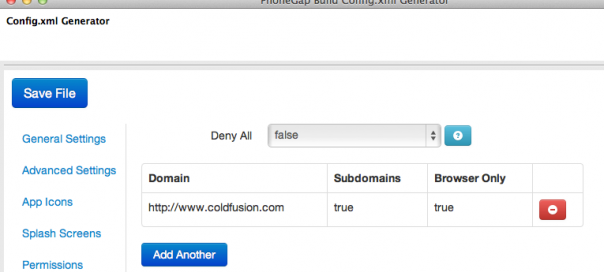 PhoneGap Build Config.xml Generator
Config.xml Generator
Save File
General Settings
Advanced Settings
App Icons
Splash Screens
Permissions
Deny All false
Domain Subdomains Browser Only
http://www.coldfusion.com true true
Add Another